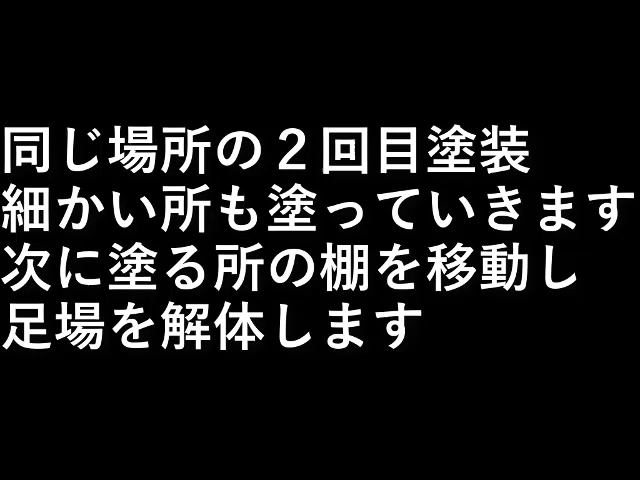 同じ場所の２回目塗装
細かい所も塗っていきます
次に塗る所の棚を移動し
足場を解体します